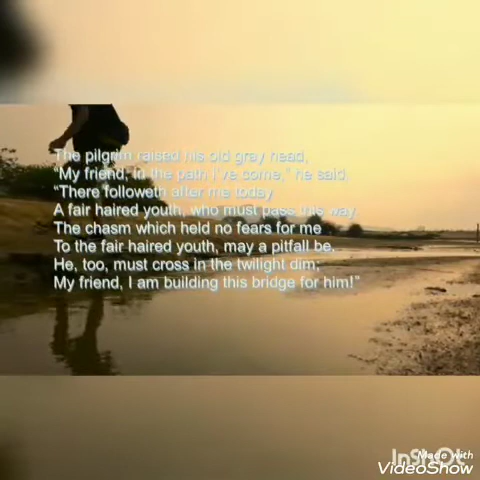 The pilgrim raised his old gray head,
“My friend, in the path I've come,” he said,
“There followeth after me today
A fair haired youth, who must pass this way.
The chasm which held no fears for me
To the fair haired youth, may a pitfall be,
He, too, must cross in the twilight dim;
My friend, I am building this bridge for him!”
InShOt
Made with
VideoShow